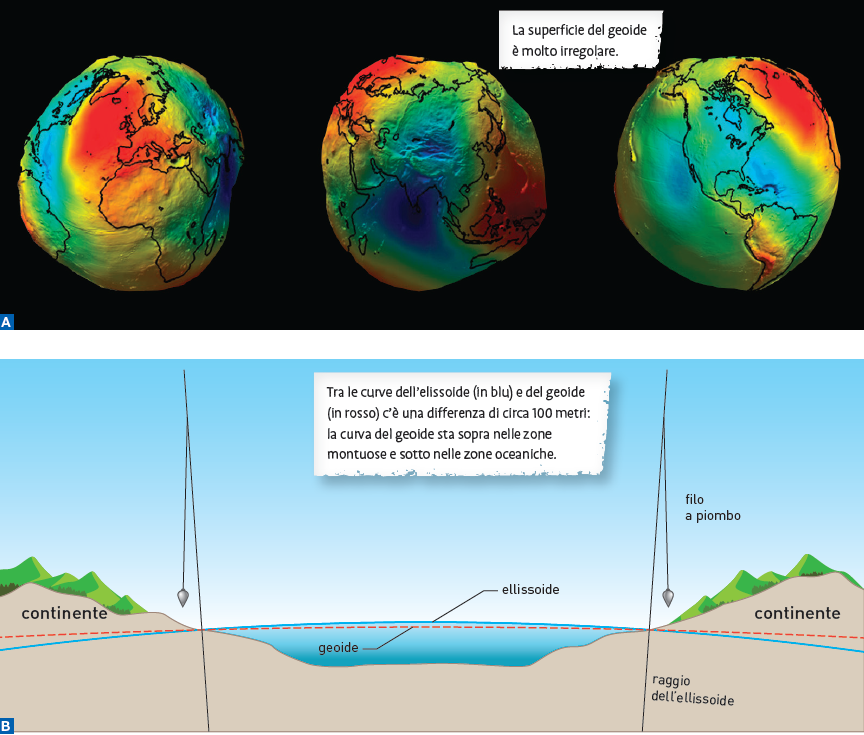 La superficie del geoide
è molto irregolare.
A
Tra le curve dell'elissoide (in blu) e del geoide
(in rosso) c'è una differenza di circa 100 metri:
la curva del geoide sta sopra nelle zone
montuose e sotto nelle zone oceaniche.
filo
a piombo
ellissoide
continente
continente
geoide
raggio
dell'ellissoide
B